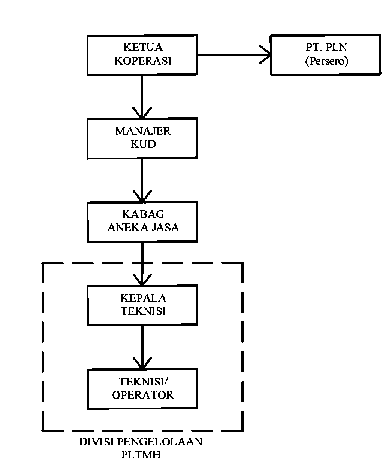 KETUA
KOPERASI
PT. PLN
(Persero)
MANAJER
KUD
KABAG
ANEKA JASA
KEPALA
TEKNISI
TEKNISI/
OPERATOR
DIVISI PENGELOLAAN
PLTMH